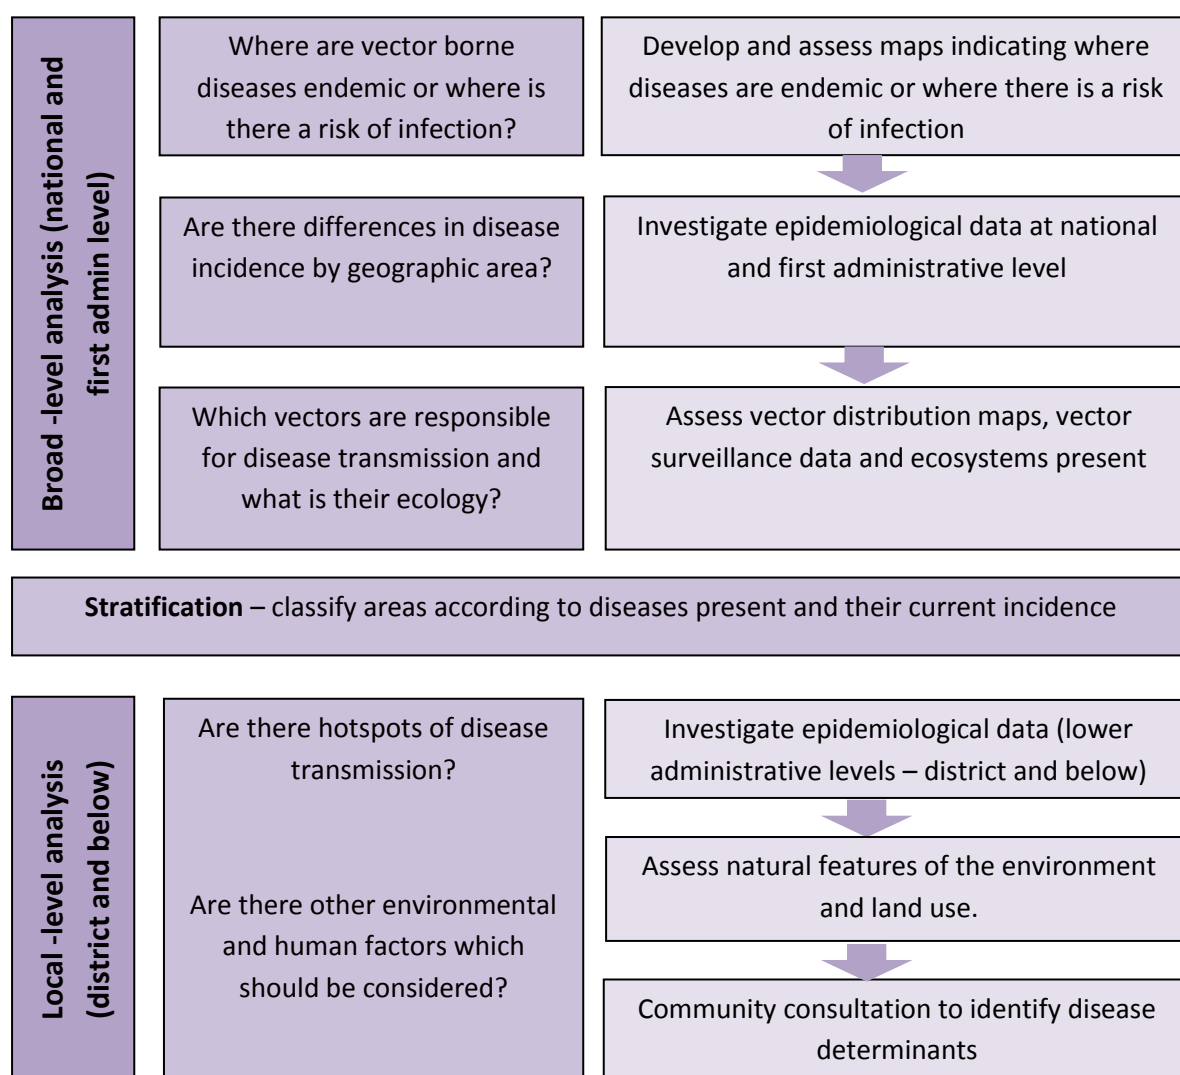 Broad -level analysis (national and
first admin level)
Where are vector borne
diseases endemic or where is
there a risk of infection?
Develop and assess maps indicating where
diseases are endemic or where there is a risk
of infection
Are there differences in disease
incidence by geographic area?
Investigate epidemiological data at national
and first administrative level
Which vectors are responsible
for disease transmission and
what is their ecology?
Assess vector distribution maps, vector
surveillance data and ecosystems present
Stratification – classify areas according to diseases present and their current incidence
Local -level analysis
(district and below)
Are there hotspots of disease
transmission?
Are there other environmental
and human factors which
should be considered?
Investigate epidemiological data (lower
administrative levels – district and below)
Assess natural features of the environment
and land use.
Community consultation to identify disease
determinants